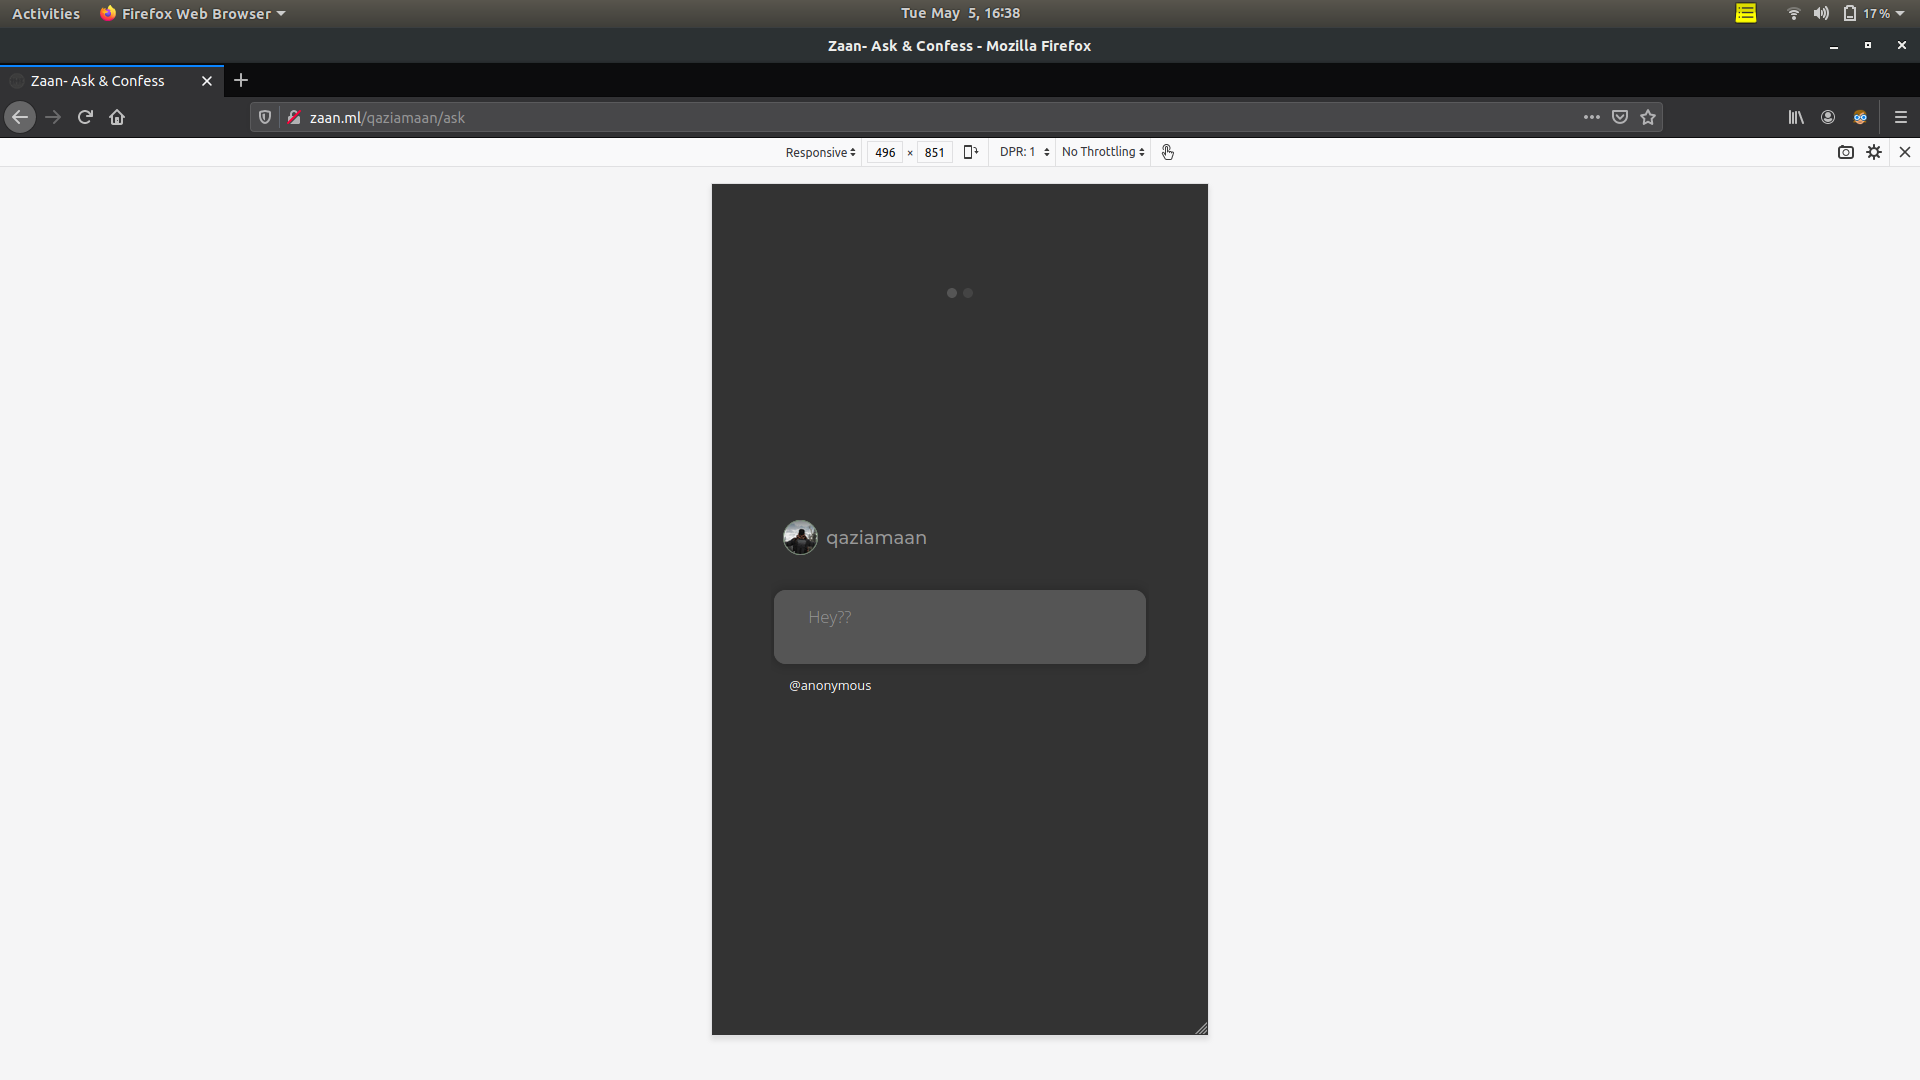 Activities Firefox Web Browser Tue May 5, 16:38 17%
Zaan- Ask & Confess - Mozilla Firefox
Zaan- Ask & Confess
zaan.ml/qaziamaan/ask
Responsive 496 × 851 DPR: 1 No Throttling
qaziamaan
Hey??
@anonymous